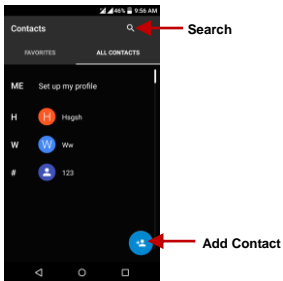 46% 9:56 AM
Contacts
Search
FAVORITES ALL CONTACTS
ME Set up my profile
H H Hsgsh
W W Ww
# 123
Add Contact